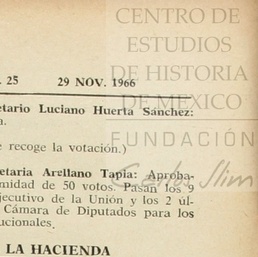 CENTRO DE
ESTUDIOS
DE HISTORIA
DE MÉXICO
FUNDACIÓN
Carlos Slim
. 25 29 NOV. 1966
etario Luciano Huerta Sánchez:
n.
e recoge la votación.)
etaria Arellano Tapia: Aproba-
midad de 50 votos. Pasan los 9
jecutivo de la Unión y los 2 úl-
Cámara de Diputados para los
ucionales.
LA HACIENDA